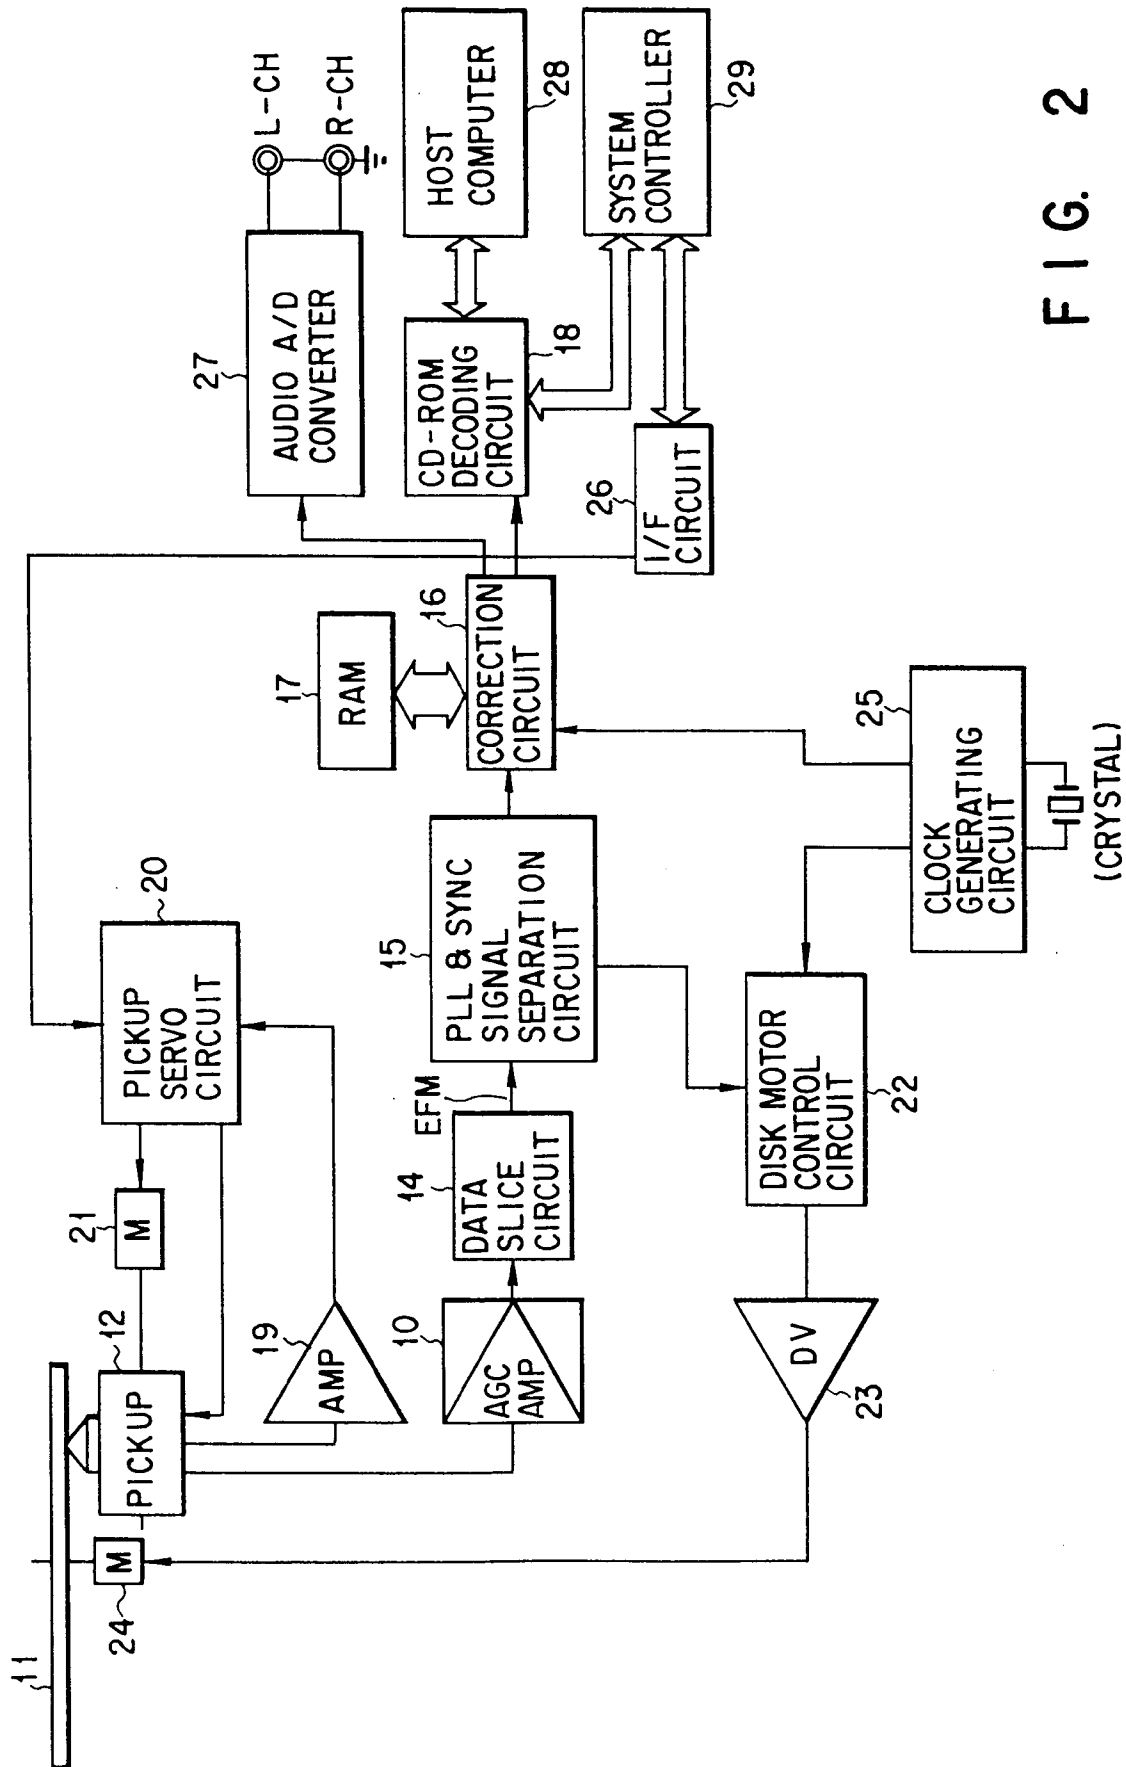 11
24
M
12
PICKUP
21
M
20
PICKUP
SERVO
CIRCUIT
19
AMP
10
AGC
AMP
14
DATA
SLICE
CIRCUIT
EFM
15
PLL & SYNC
SIGNAL
SEPARATION
CIRCUIT
17
RAM
16
CORRECTION
CIRCUIT
27
AUDIO A/D
CONVERTER
L-CH
R-CH
CD-ROM
DECODING
CIRCUIT
18
HOST
COMPUTER
28
26
I/F
CIRCUIT
SYSTEM
CONTROLLER
29
23
DV
DISK MOTOR
CONTROL
CIRCUIT
22
CLOCK
GENERATING
CIRCUIT
25
(CRYSTAL)
FIG. 2